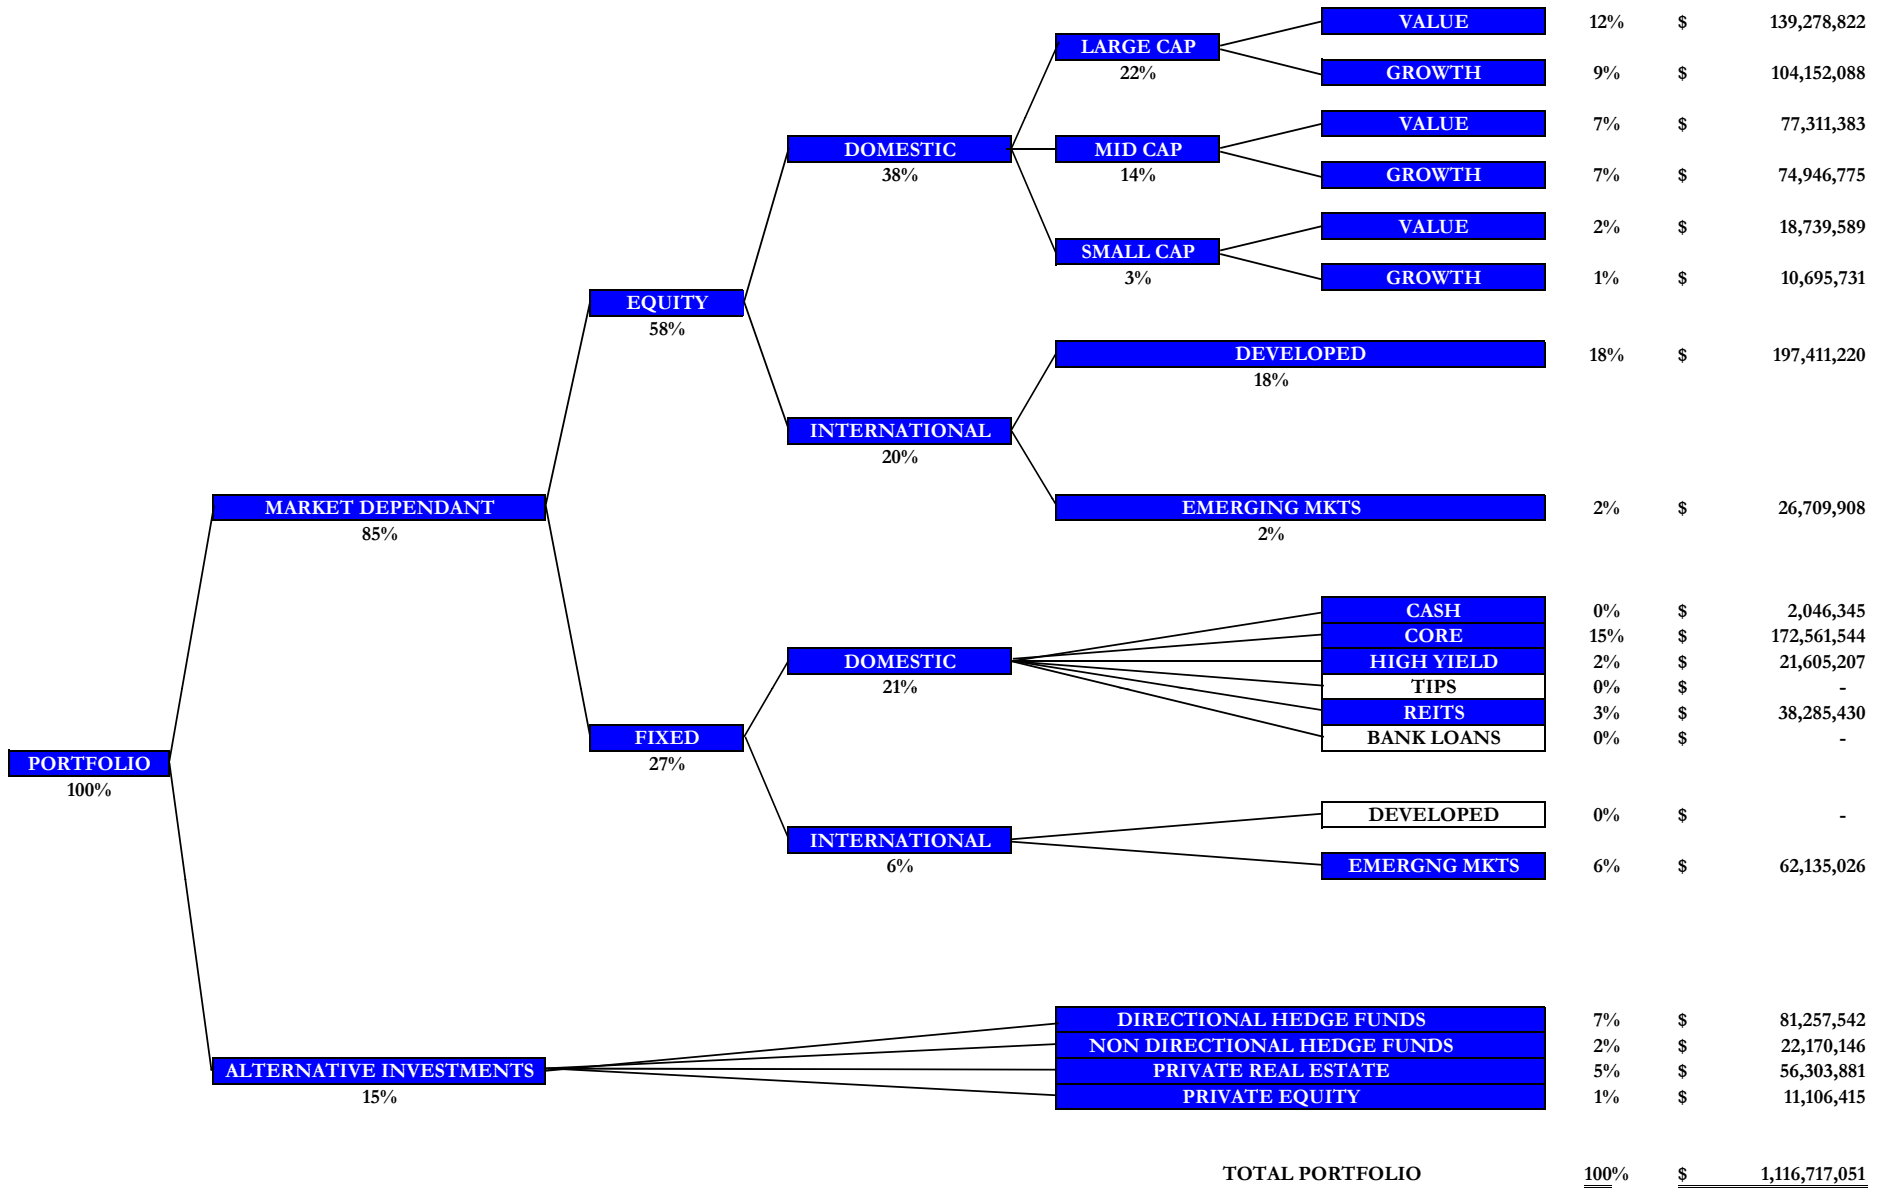 VALUE 12% $ 139,278,822
LARGE CAP
22%
GROWTH 9% $ 104,152,088
VALUE 7% $ 77,311,383
DOMESTIC MID CAP
38% 14%
GROWTH 7% $ 74,946,775
VALUE 2% $ 18,739,589
SMALL CAP
3%
GROWTH 1% $ 10,695,731
EQUITY
58%
DEVELOPED 18% $ 197,411,220
18%
INTERNATIONAL
20%
MARKET DEPENDANT EMERGING MKTS 2% $ 26,709,908
85% 2%
CASH 0% $ 2,046,345
CORE 15% $ 172,561,544
DOMESTIC HIGH YIELD 2% $ 21,605,207
21% TIPS 0% $ -
REITS 3% $ 38,285,430
FIXED BANK LOANS 0% $ -
27%
PORTFOLIO
100%
DEVELOPED 0% $ -
INTERNATIONAL
6%
EMERGNG MKTS 6% $ 62,135,026
DIRECTIONAL HEDGE FUNDS 7% $ 81,257,542
NON DIRECTIONAL HEDGE FUNDS 2% $ 22,170,146
ALTERNATIVE INVESTMENTS PRIVATE REAL ESTATE 5% $ 56,303,881
15% PRIVATE EQUITY 1% $ 11,106,415
TOTAL PORTFOLIO 100% $ 1,116,717,051